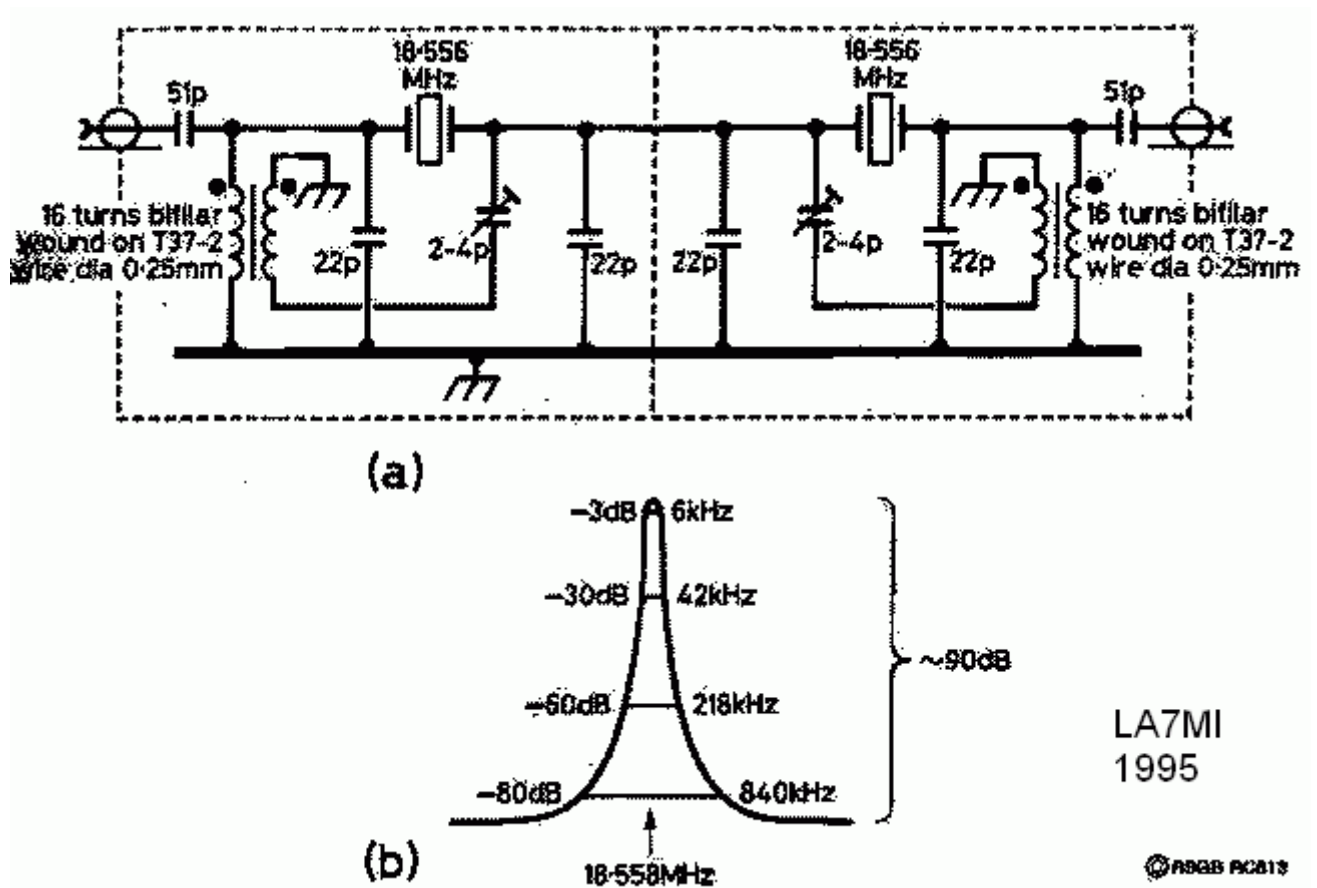 18·556
MHz
18·556
MHz
51p
51p
16 turns bifilar
wound on T37-2
wire dia 0·25mm
22p
2-4p
22p
22p
2-4p
22p
16 turns bifilar
wound on T37-2
wire dia 0·25mm
(a)
−3dB
6kHz
−30dB
42kHz
~90dB
−60dB
218kHz
LA7MI
1995
−80dB
840kHz
(b)
18·558MHz
©RSGB RC813